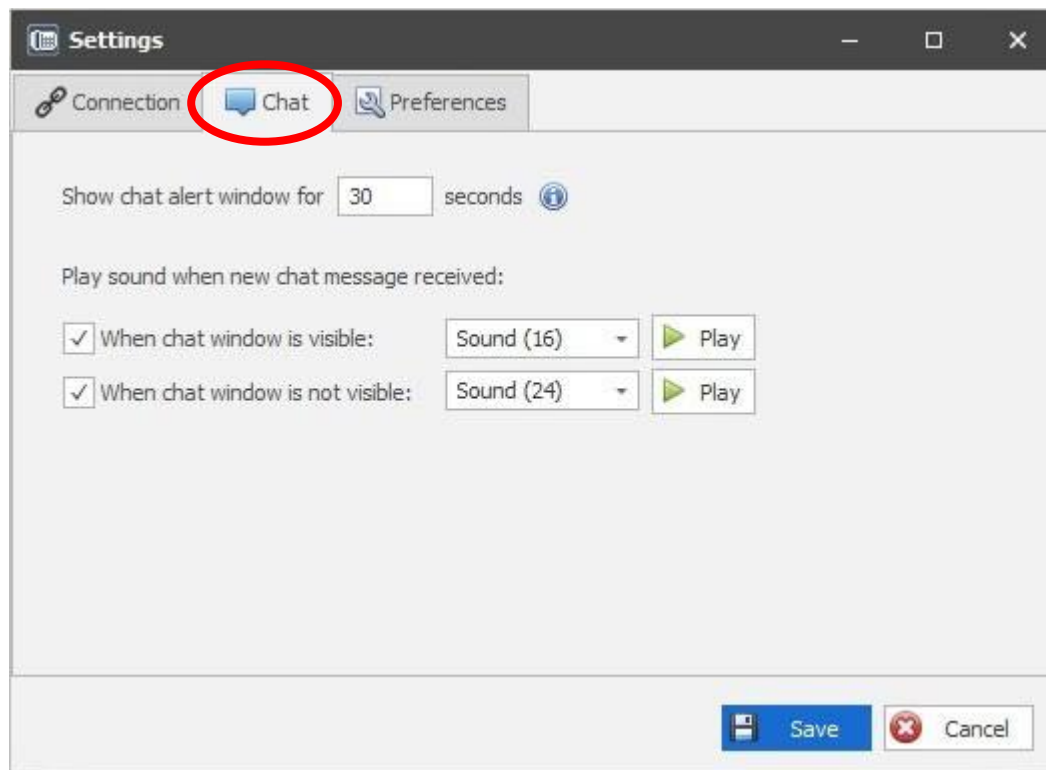 Settings
Connection Chat Preferences
Show chat alert window for 30 seconds
Play sound when new chat message received:
When chat window is visible: Sound (16) Play
When chat window is not visible: Sound (24) Play
Save Cancel